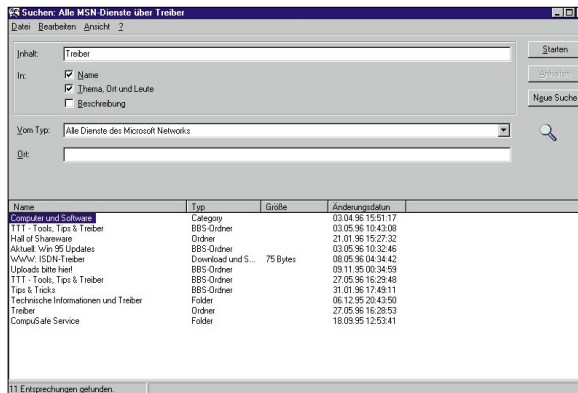 Suchen: Alle MSN-Dienste über Treiber
Datei Bearbeiten Ansicht ?
Inhalt: Treiber Starten
In: Name Anhalten
Thema, Ort und Leute
Beschreibung Neue Suche
Vom Typ: Alle Dienste des Microsoft Networks
Ort:
Name Typ Größe Änderungsdatum
Computer und Software Category 03.04.96 15:51:17
TTT - Tools, Tips & Treiber BBS-Ordner 03.05.96 10:43:08
Hall of Shareware Ordner 21.01.96 15:27:32
Aktuell: Win 95 Updates BBS-Ordner 03.05.96 10:32:46
WWW: ISDN-Treiber Download und S... 75 Bytes 08.05.96 04:34:42
Uploads bitte hier! BBS-Ordner 09.11.95 00:34:59
TTT - Tools, Tips & Treiber BBS-Ordner 27.05.96 16:29:48
Tips & Tricks BBS-Ordner 31.01.96 17:49:11
Technische Informationen und Treiber Folder 06.12.95 20:43:50
Treiber Ordner 27.05.96 16:28:53
CompuSafe Service Folder 18.09.95 12:53:41
11 Entsprechungen gefunden.